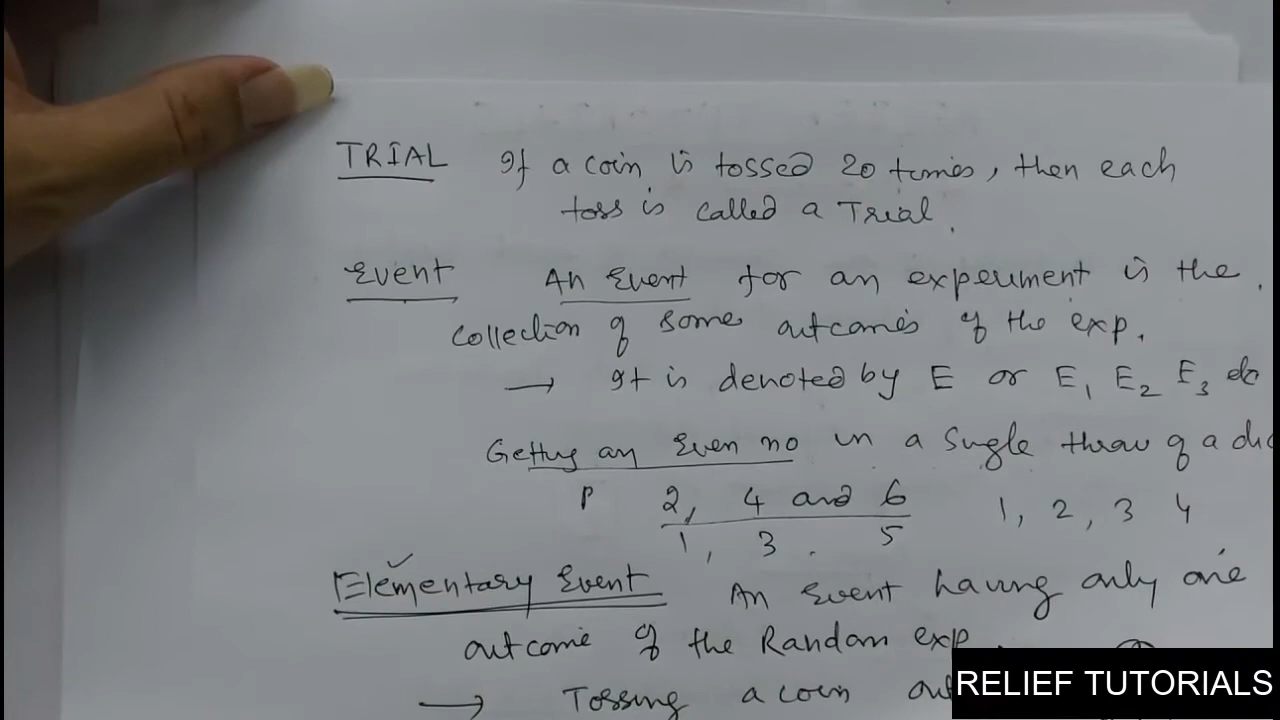 TRIAL If a coin is tossed 20 times, then each
toss is called a Trial.
Event An Event for an experiment is the
collection of some outcomes of the exp.
→ It is denoted by E or E1 E2 E3
Getting an Even no in a Single throw of a
P 2, 4 and 6 1, 2, 3 4
1, 3. 5
Elementary Event An Event having only one
outcome of the Random exp.
→ Tossing a coin
RELIEF TUTORIALS